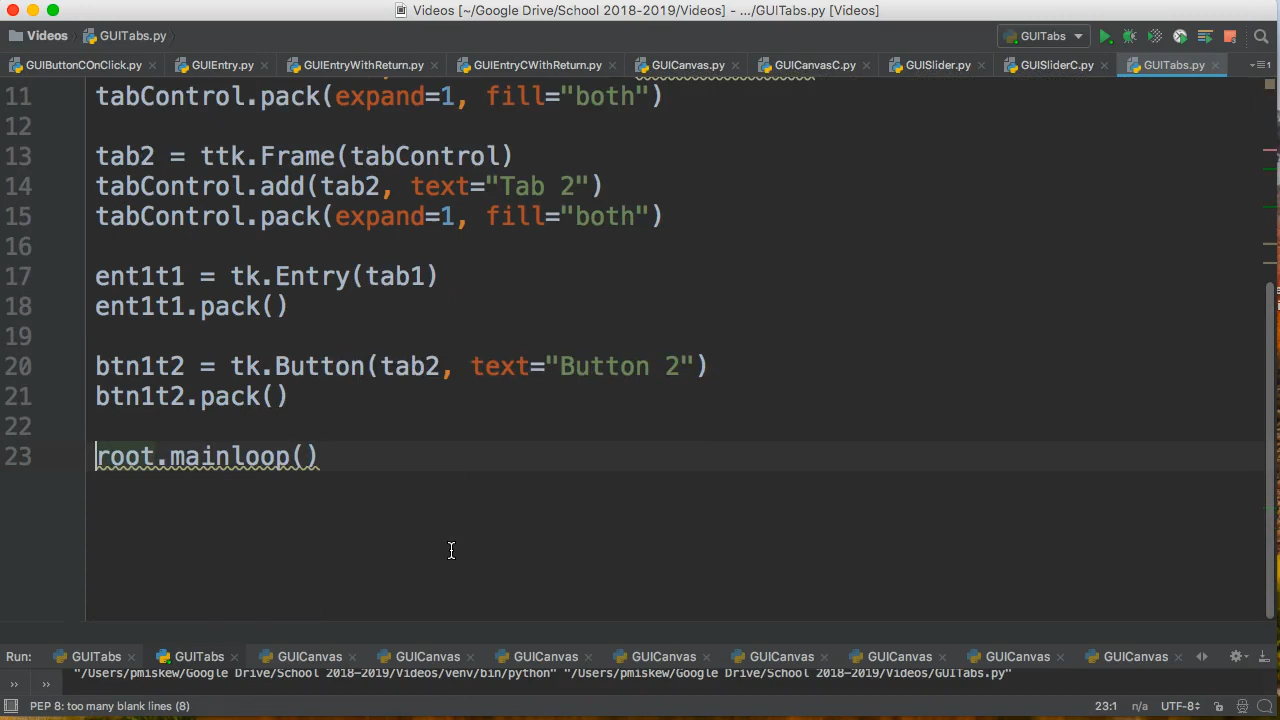 Videos [~/Google Drive/School 2018-2019/Videos] - .../GUITabs.py [Videos]
Videos GUITabs.py GUITabs
GUIButtonCOnClick.py GUIEntry.py GUIEntryWithReturn.py GUIEntryCWithReturn.py GUICanvas.py GUICanvasC.py GUISlider.py GUISliderC.py GUITabs.py
11 tabControl.pack(expand=1, fill="both")
12
13 tab2 = ttk.Frame(tabControl)
14 tabControl.add(tab2, text="Tab 2")
15 tabControl.pack(expand=1, fill="both")
16
17 ent1t1 = tk.Entry(tab1)
18 ent1t1.pack()
19
20 btn1t2 = tk.Button(tab2, text="Button 2")
21 btn1t2.pack()
22
23 root.mainloop()
Run: GUITabs GUITabs GUICanvas GUICanvas GUICanvas GUICanvas GUICanvas GUICanvas GUICanvas GUICanvas
"/Users/pmiskew/Google Drive/School 2018-2019/Videos/venv/bin/python" "/Users/pmiskew/Google Drive/School 2018-2019/Videos/GUITabs.py"
PEP 8: too many blank lines (8) 23:1 n/a UTF-8